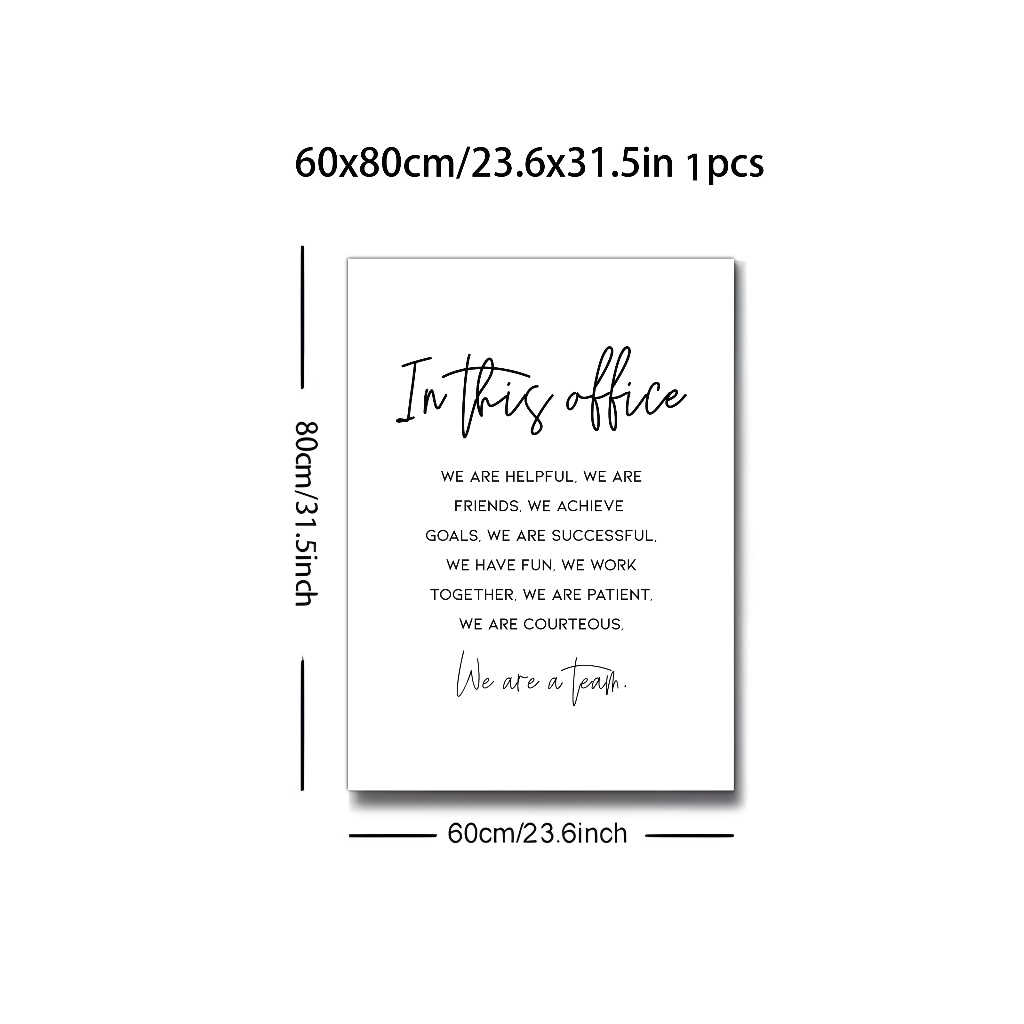 60x80cm/23.6x31.5in 1pcs
80cm/31.5inch
In this office
WE ARE HELPFUL, WE ARE
FRIENDS, WE ACHIEVE
GOALS, WE ARE SUCCESSFUL,
WE HAVE FUN, WE WORK
TOGETHER, WE ARE PATIENT,
WE ARE COURTEOUS,
We are a team.
60cm/23.6inch